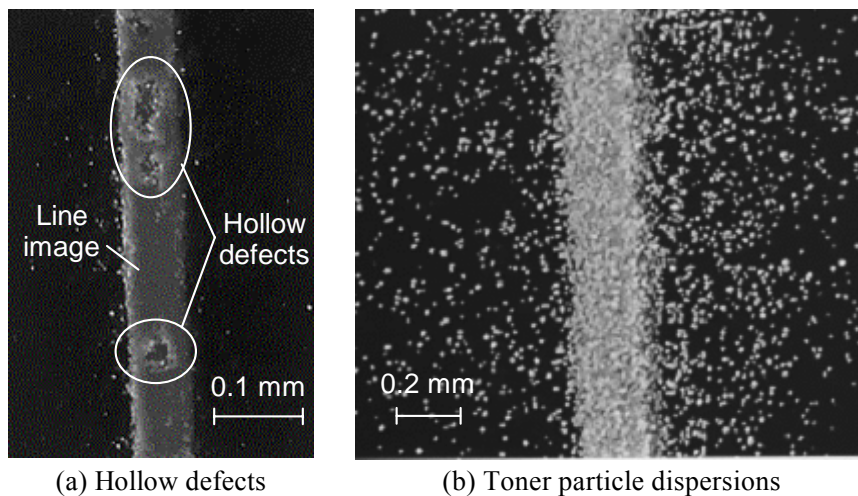 Line
image
Hollow
defects
0.1 mm
0.2 mm
(a) Hollow defects
(b) Toner particle dispersions